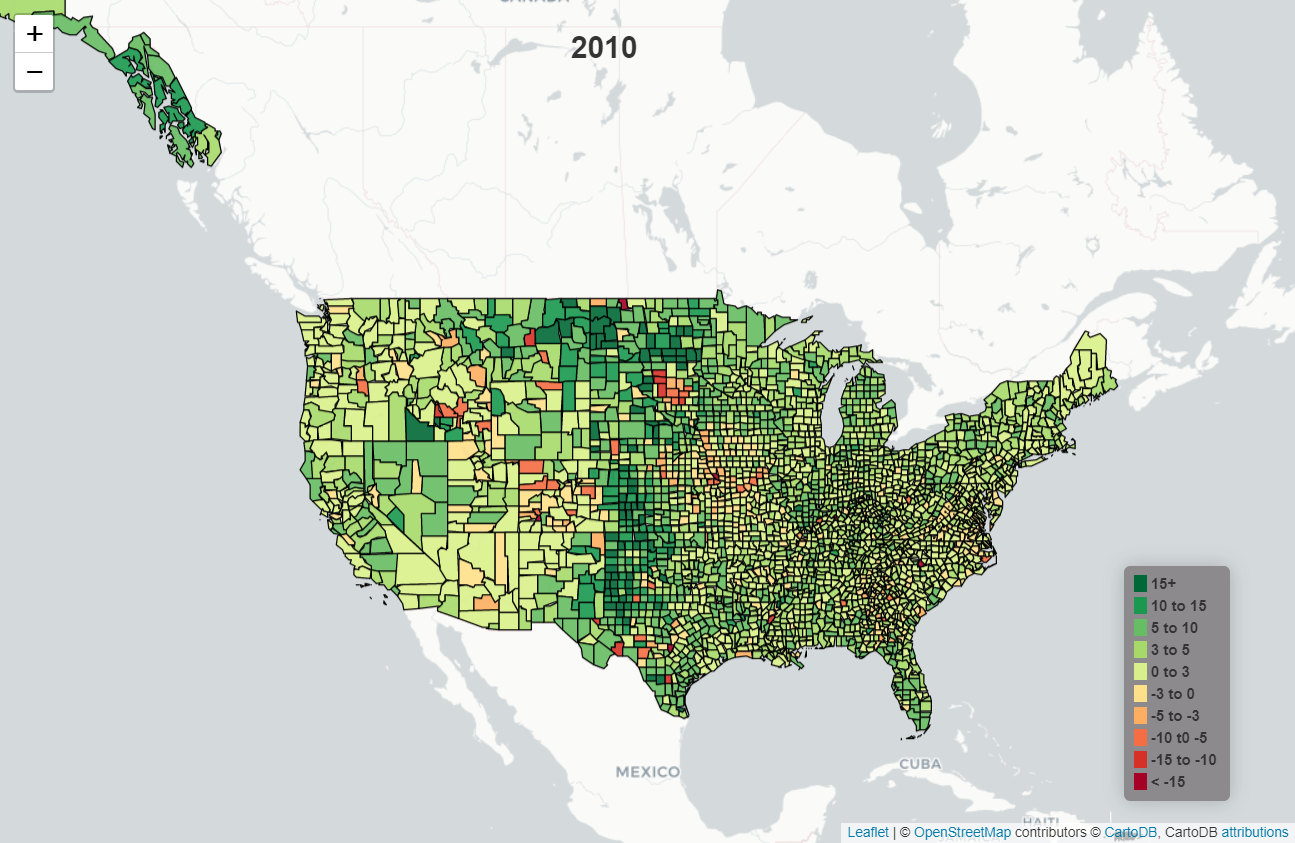 CANADA
+
2010
−
15+
10 to 15
5 to 10
3 to 5
0 to 3
-3 to 0
-5 to -3
-10 t0 -5
-15 to -10
< -15
MEXICO
CUBA
HAITI
JAMAICA
Leaflet | © OpenStreetMap contributors © CartoDB, CartoDB attributions